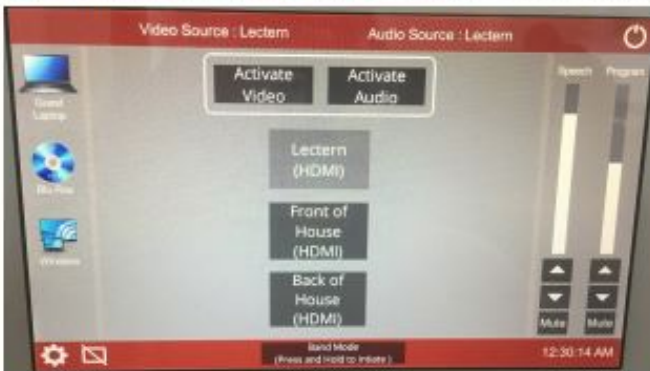 Video Source : Lectern
Audio Source : Lectern
Activate
Video
Activate
Audio
Speech
Program
Guest
Laptop
Lectern
(HDMI)
Blu-Ray
Front of
House
(HDMI)
Wireless
Back of
House
(HDMI)
Mute
Mute
Band Mode
(Press and Hold to Initiate )
12:30:14 AM